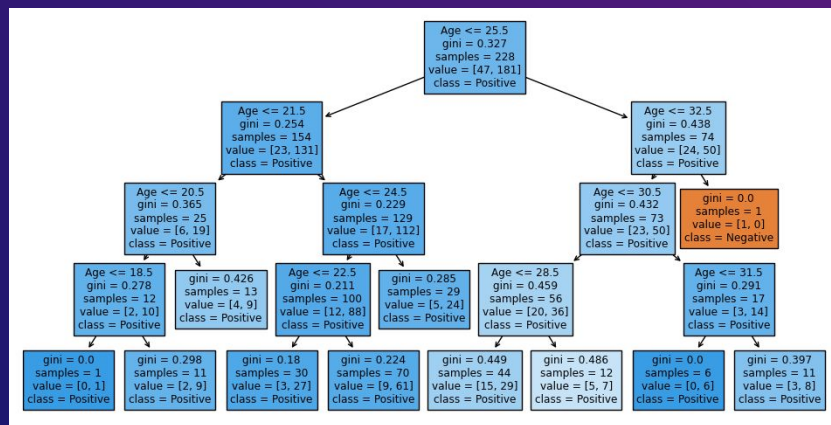 Age <= 25.5
gini = 0.327
samples = 228
value = [47, 181]
class = Positive
Age <= 21.5
gini = 0.254
samples = 154
value = [23, 131]
class = Positive
Age <= 32.5
gini = 0.438
samples = 74
value = [24, 50]
class = Positive
Age <= 20.5
gini = 0.365
samples = 25
value = [6, 19]
class = Positive
Age <= 24.5
gini = 0.229
samples = 129
value = [17, 112]
class = Positive
Age <= 30.5
gini = 0.432
samples = 73
value = [23, 50]
class = Positive
gini = 0.0
samples = 1
value = [1, 0]
class = Negative
Age <= 18.5
gini = 0.278
samples = 12
value = [2, 10]
class = Positive
gini = 0.426
samples = 13
value = [4, 9]
class = Positive
Age <= 22.5
gini = 0.211
samples = 100
value = [12, 88]
class = Positive
gini = 0.285
samples = 29
value = [5, 24]
class = Positive
Age <= 28.5
gini = 0.459
samples = 56
value = [20, 36]
class = Positive
Age <= 31.5
gini = 0.291
samples = 17
value = [3, 14]
class = Positive
gini = 0.0
samples = 1
value = [0, 1]
class = Positive
gini = 0.298
samples = 11
value = [2, 9]
class = Positive
gini = 0.18
samples = 30
value = [3, 27]
class = Positive
gini = 0.224
samples = 70
value = [9, 61]
class = Positive
gini = 0.449
samples = 44
value = [15, 29]
class = Positive
gini = 0.486
samples = 12
value = [5, 7]
class = Positive
gini = 0.0
samples = 6
value = [0, 6]
class = Positive
gini = 0.397
samples = 11
value = [3, 8]
class = Positive